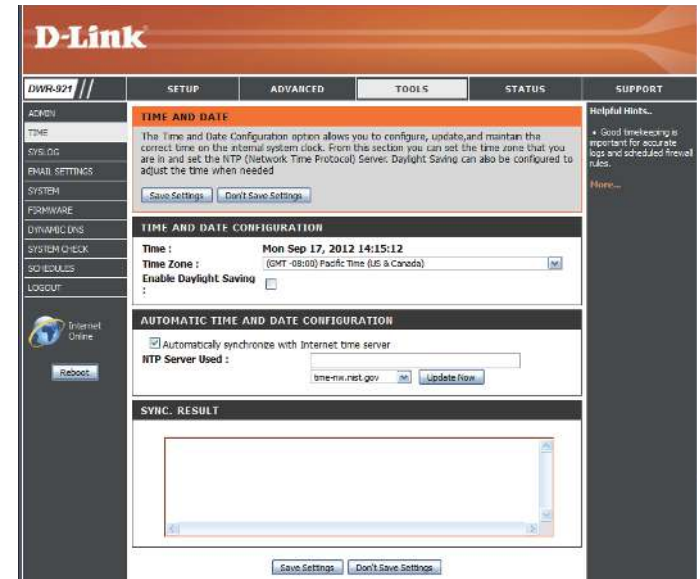 D-Link
DWR-921 //
SETUP
ADVANCED
TOOLS
STATUS
SUPPORT
ADMIN
TIME
SYSLOG
EMAIL SETTINGS
SYSTEM
FIRMWARE
DYNAMIC DNS
SYSTEM CHECK
SCHEDULES
LOGOUT
Internet
Online
Reboot
TIME AND DATE
The Time and Date Configuration option allows you to configure, update,and maintain the
correct time on the internal system clock. From this section you can set the time zone that you
are in and set the NTP (Network Time Protocol) Server. Daylight Saving can also be configured to
adjust the time when needed
Save Settings
Don't Save Settings
TIME AND DATE CONFIGURATION
Time : Mon Sep 17, 2012 14:15:12
Time Zone : (GMT -08:00) Pacific Time (US & Canada)
Enable Daylight Saving
:
AUTOMATIC TIME AND DATE CONFIGURATION
Automatically synchronize with Internet time server
NTP Server Used :
time-nw.nist.gov
Update Now
SYNC. RESULT
Save Settings
Don't Save Settings
Helpful Hints..
• Good timekeeping is
important for accurate
logs and scheduled firewall
rules.
More...